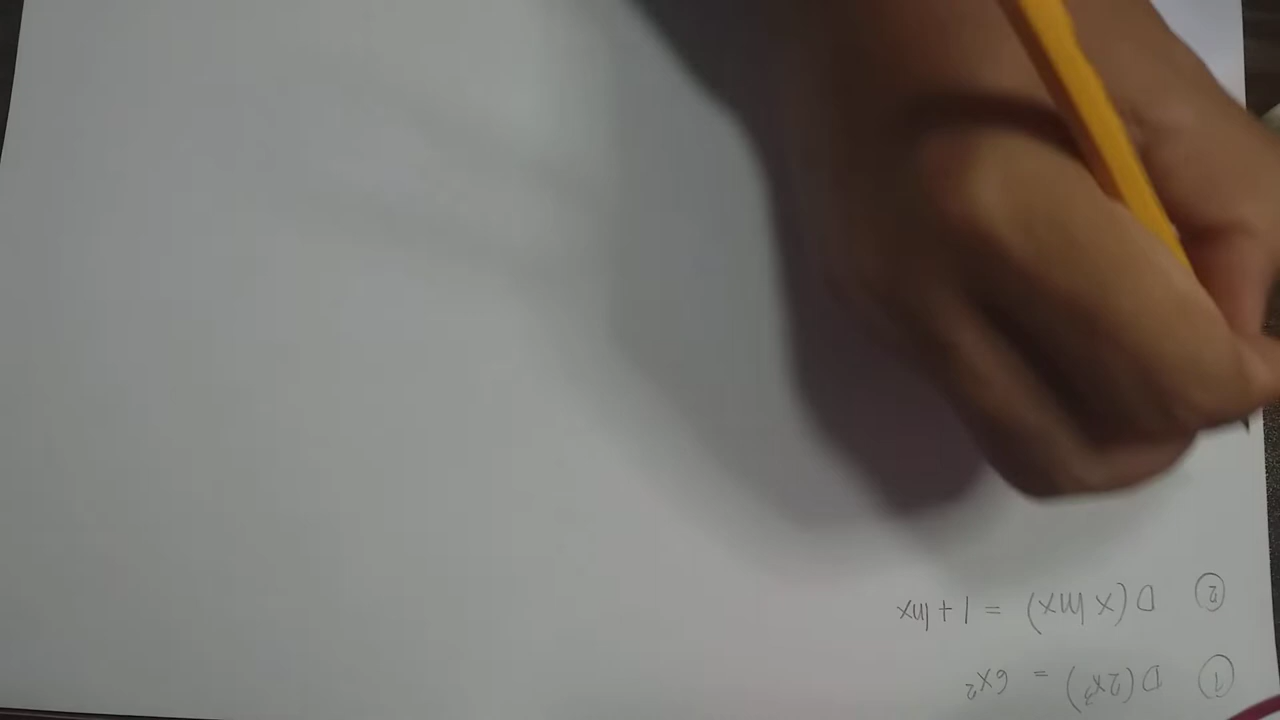 ① D(2x³) = 6x²
② D(x lnx) = 1 + lnx